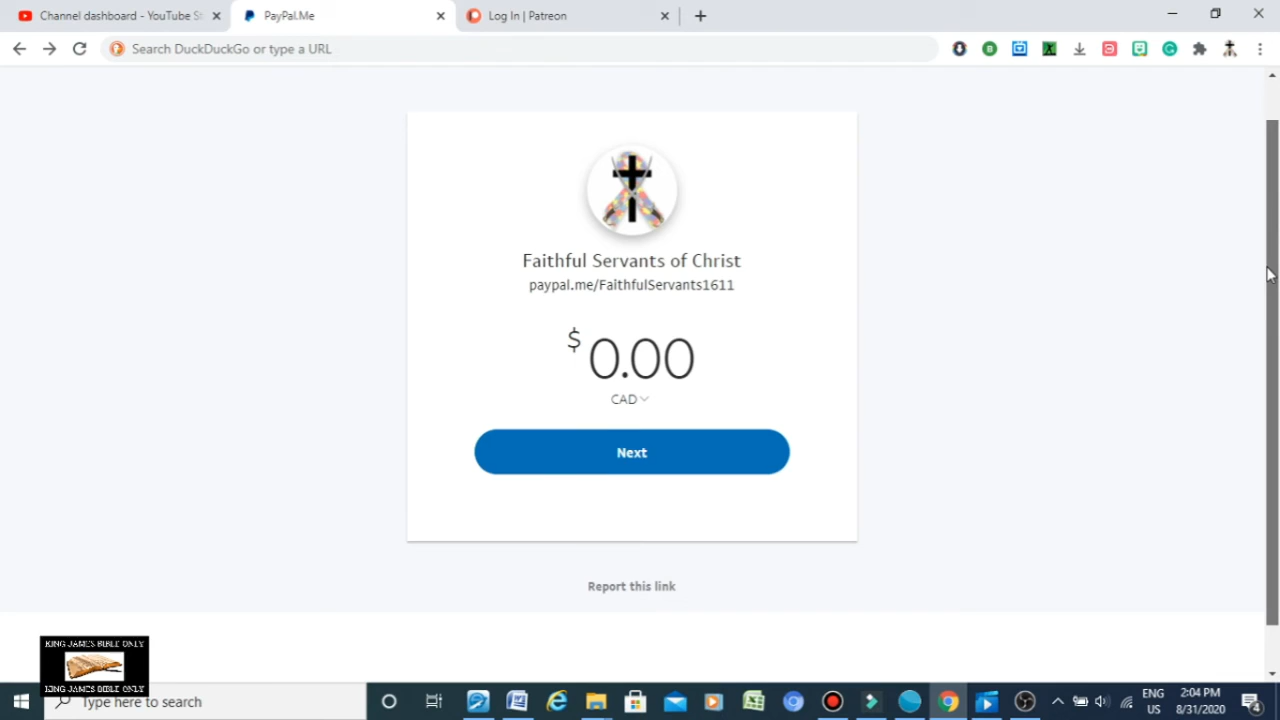 Channel dashboard - YouTube St
PayPal.Me
Log In | Patreon
Search DuckDuckGo or type a URL
Faithful Servants of Christ
paypal.me/FaithfulServants1611
$ 0.00
CAD
Next
Report this link
KING JAMES BIBLE ONLY
KING JAMES BIBLE ONLY
Type here to search
ENG
US
2:04 PM
8/31/2020
4